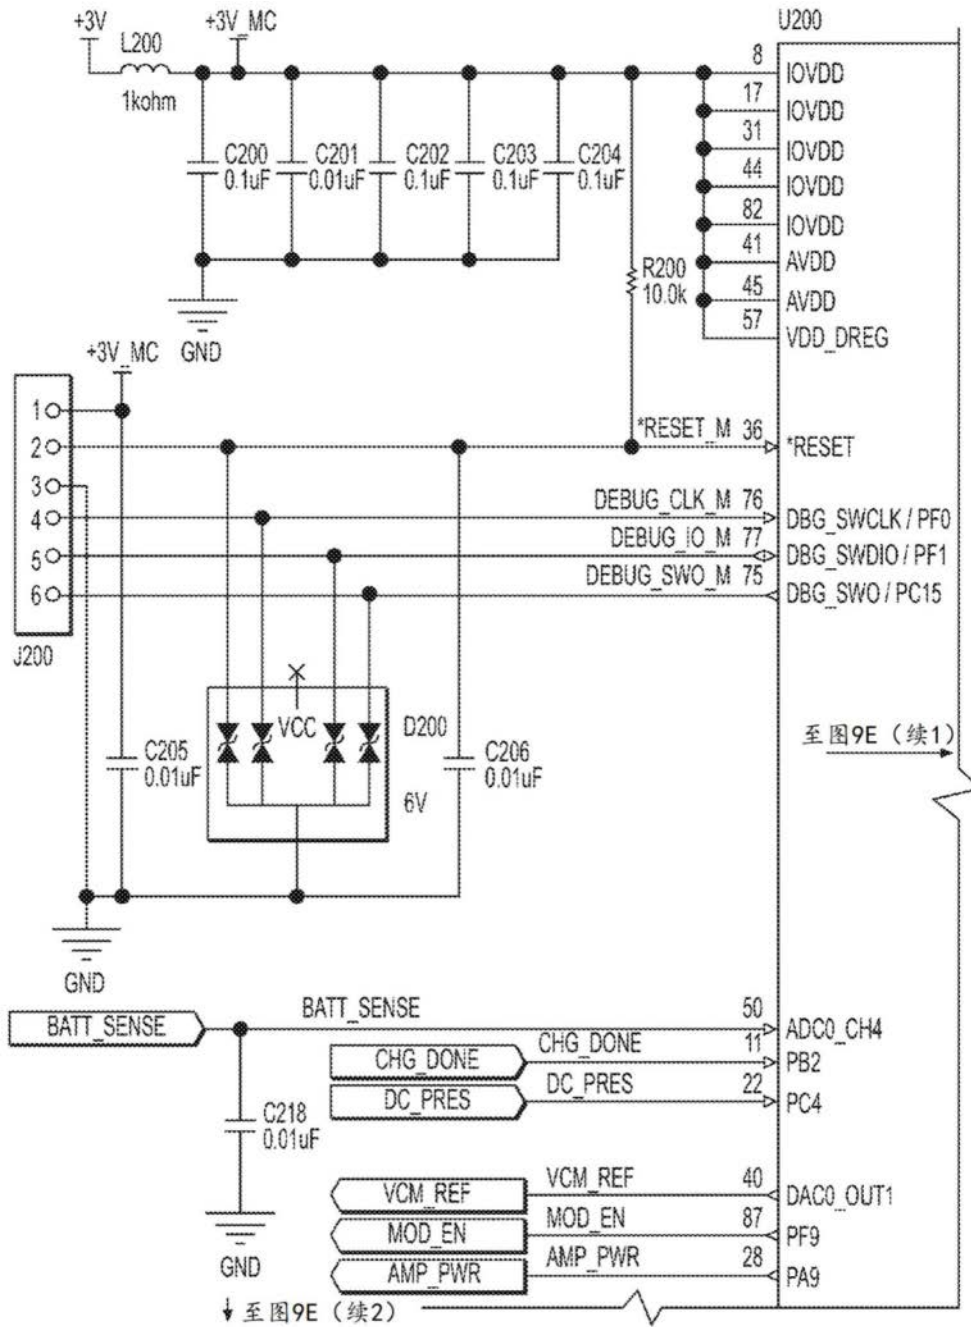 +3V
+3V_MC
U200
L200
1kohm
8 IOVDD
17 IOVDD
31 IOVDD
44 IOVDD
82 IOVDD
41 AVDD
45 AVDD
57 VDD_DREG
C200
0.1uF
C201
0.01uF
C202
0.1uF
C203
0.1uF
C204
0.1uF
R200
10.0k
GND
+3V_MC
1
2
3
4
5
6
J200
*RESET_M 36 *RESET
DEBUG_CLK_M 76 DBG_SWCLK / PF0
DEBUG_IO_M 77 DBG_SWDIO / PF1
DEBUG_SWO_M 75 DBG_SWO / PC15
VCC
D200
6V
C205
0.01uF
C206
0.01uF
至图9E（续1）
GND
BATT_SENSE BATT_SENSE 50 ADC0_CH4
CHG_DONE CHG_DONE 11 PB2
DC_PRES DC_PRES 22 PC4
C218
0.01uF
VCM_REF VCM_REF 40 DAC0_OUT1
MOD_EN MOD_EN 87 PF9
AMP_PWR AMP_PWR 28 PA9
GND
至图9E（续2）